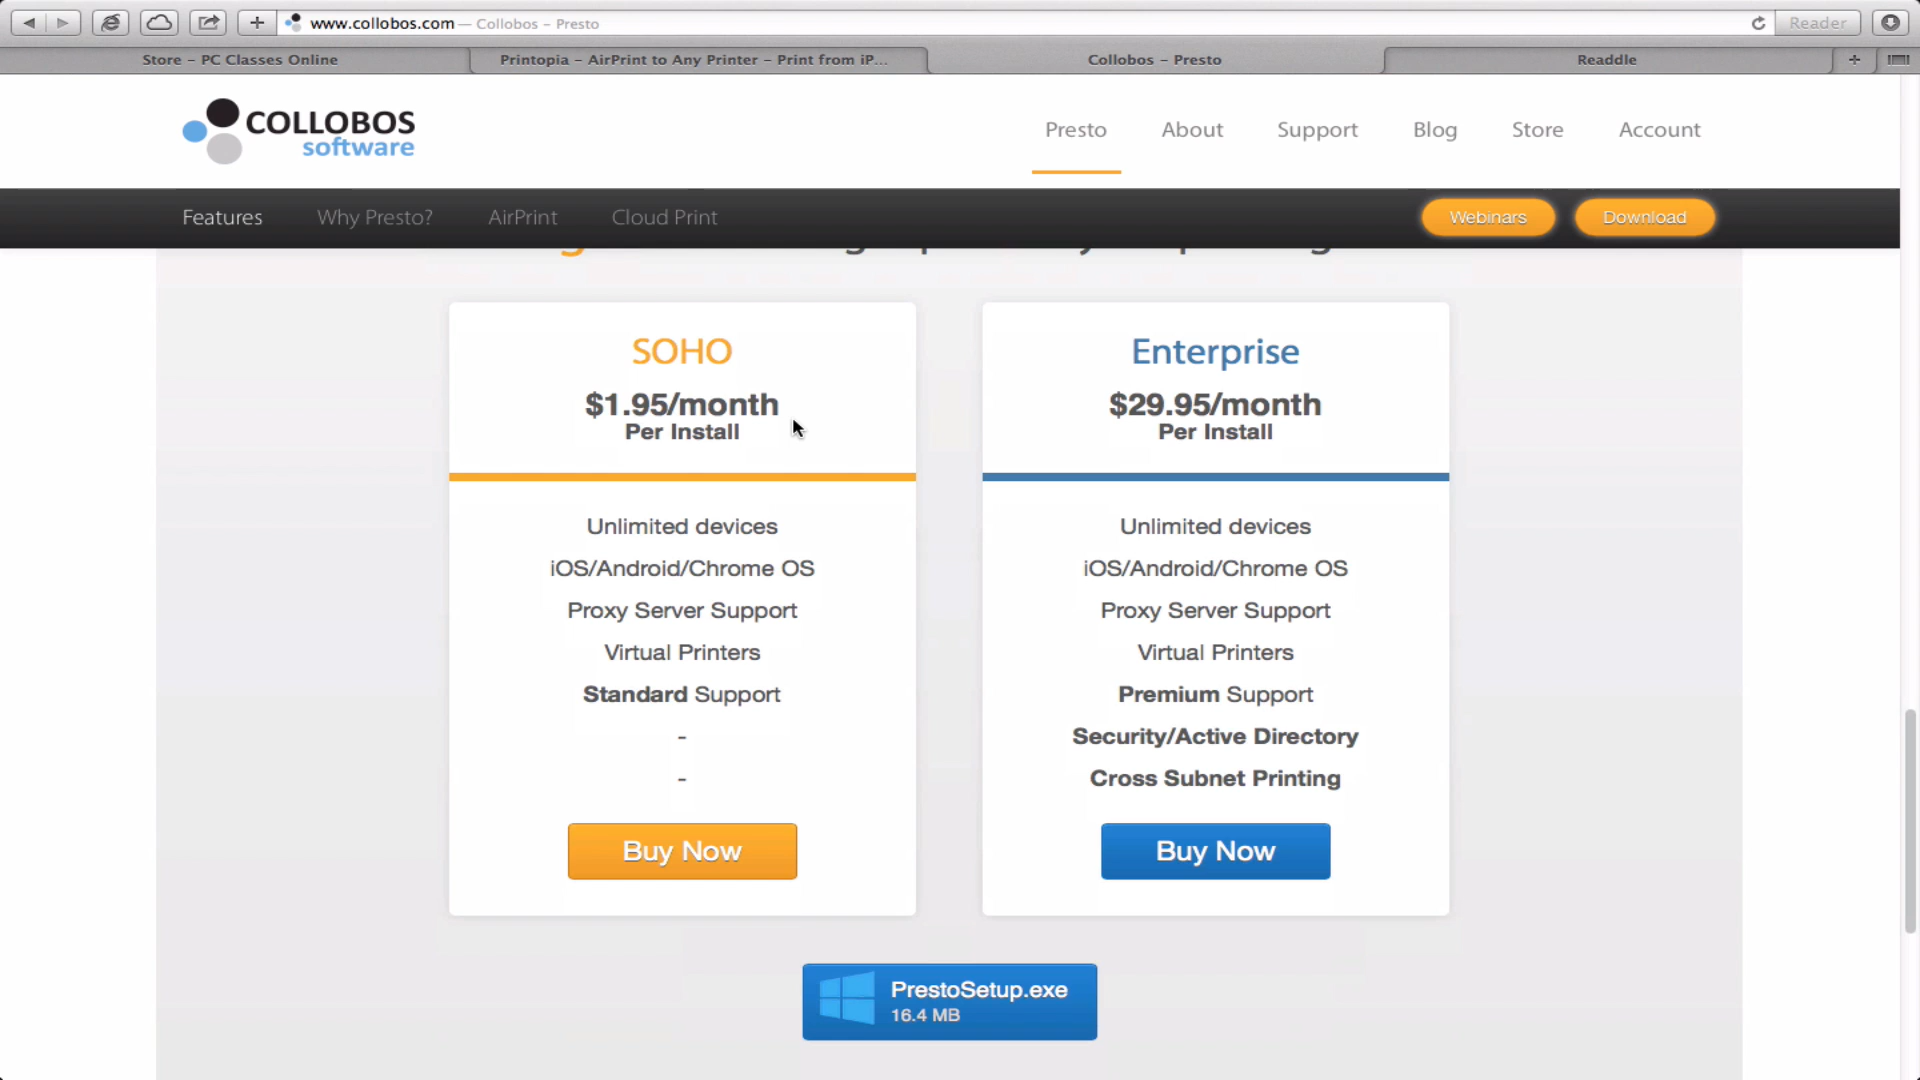 www.collobos.com — Collobos – Presto
Reader
Store – PC Classes Online
Printopia – AirPrint to Any Printer – Print from iP...
Collobos – Presto
Readdle
COLLOBOS
software
Presto
About
Support
Blog
Store
Account
Features
Why Presto?
AirPrint
Cloud Print
Webinars
Download
SOHO
$1.95/month
Per Install
Unlimited devices
iOS/Android/Chrome OS
Proxy Server Support
Virtual Printers
Standard Support
-
-
Buy Now
Enterprise
$29.95/month
Per Install
Unlimited devices
iOS/Android/Chrome OS
Proxy Server Support
Virtual Printers
Premium Support
Security/Active Directory
Cross Subnet Printing
Buy Now
PrestoSetup.exe
16.4 MB